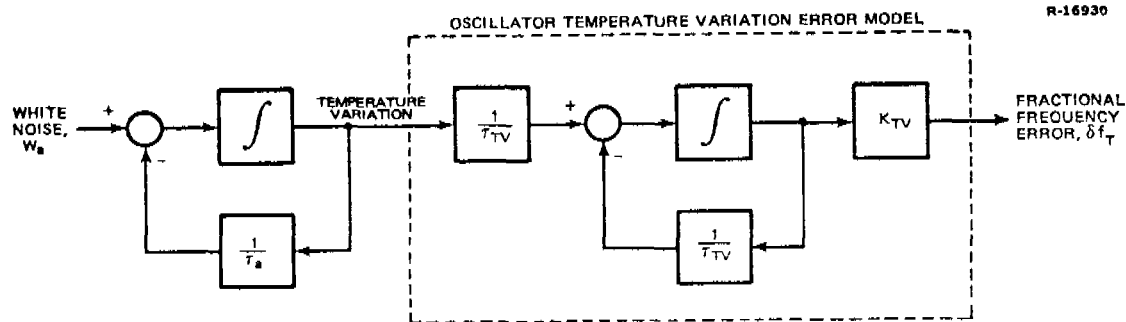 R-16930
OSCILLATOR TEMPERATURE VARIATION ERROR MODEL
WHITE
NOISE,
Wa
+
-
∫
TEMPERATURE
VARIATION
1
τa
1
τTV
+
-
∫
1
τTV
KTV
FRACTIONAL
FREQUENCY
ERROR, δfT